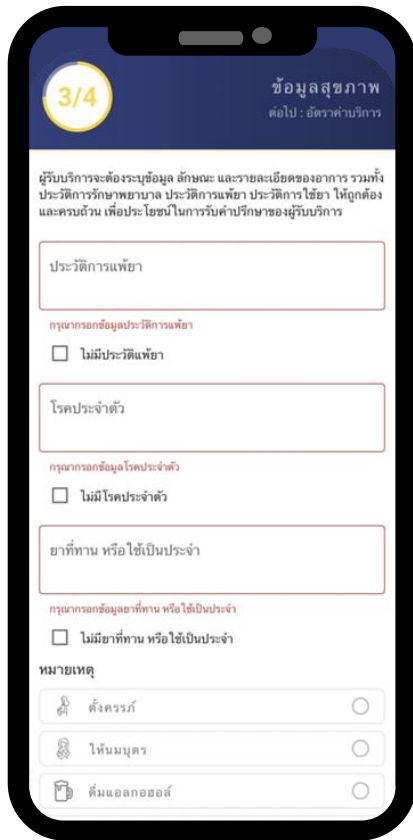 3/4
ข้อมูลสุขภาพ
ต่อไป : อัตราค่าบริการ
ผู้รับบริการจะต้องระบุข้อมูล ลักษณะ และรายละเอียดของอาการ รวมทั้ง
ประวัติการรักษาพยาบาล ประวัติการแพ้ยา ประวัติการใช้ยา ให้ถูกต้อง
และครบถ้วน เพื่อประโยชน์ในการรับคำปรึกษาของผู้รับบริการ
ประวัติการแพ้ยา
กรุณากรอกข้อมูลประวัติการแพ้ยา
ไม่มีประวัติแพ้ยา
โรคประจำตัว
กรุณากรอกข้อมูลโรคประจำตัว
ไม่มีโรคประจำตัว
ยาที่ทาน หรือใช้เป็นประจำ
กรุณากรอกข้อมูลยาที่ทาน หรือใช้เป็นประจำ
ไม่มียาที่ทาน หรือใช้เป็นประจำ
หมายเหตุ
ตั้งครรภ์
ให้นมบุตร
ดื่มแอลกอฮอล์